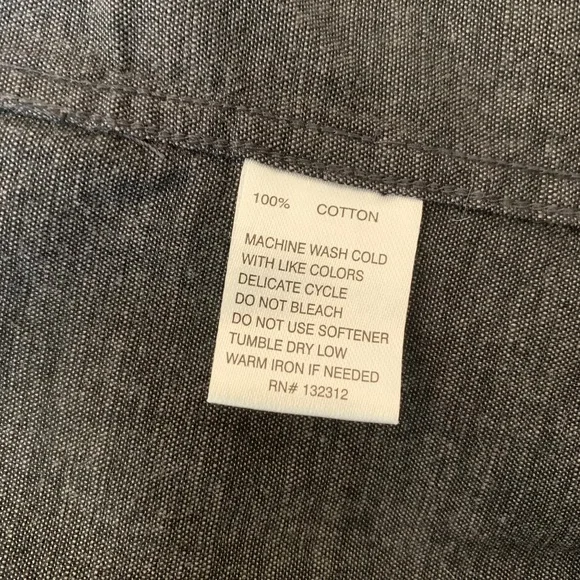 100% COTTON
MACHINE WASH COLD
WITH LIKE COLORS
DELICATE CYCLE
DO NOT BLEACH
DO NOT USE SOFTENER
TUMBLE DRY LOW
WARM IRON IF NEEDED
RN# 132312